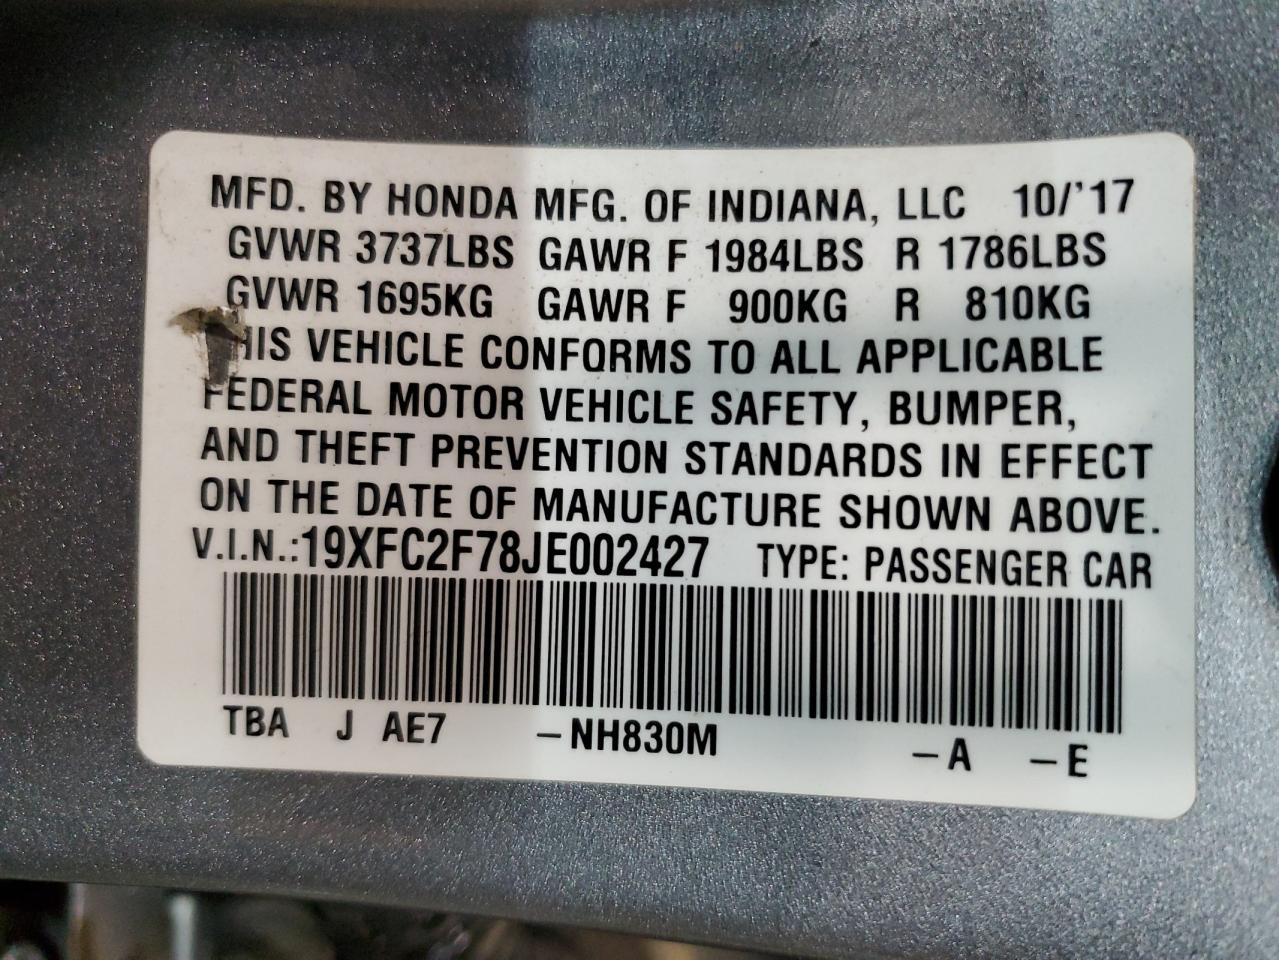 MFD. BY HONDA MFG. OF INDIANA, LLC 10/'17
GVWR 3737LBS GAWR F 1984LBS R 1786LBS
GVWR 1695KG GAWR F 900KG R 810KG
HIS VEHICLE CONFORMS TO ALL APPLICABLE
FEDERAL MOTOR VEHICLE SAFETY, BUMPER,
AND THEFT PREVENTION STANDARDS IN EFFECT
ON THE DATE OF MANUFACTURE SHOWN ABOVE.
V.I.N.:19XFC2F78JE002427 TYPE: PASSENGER CAR
TBA J AE7 –NH830M –A –E